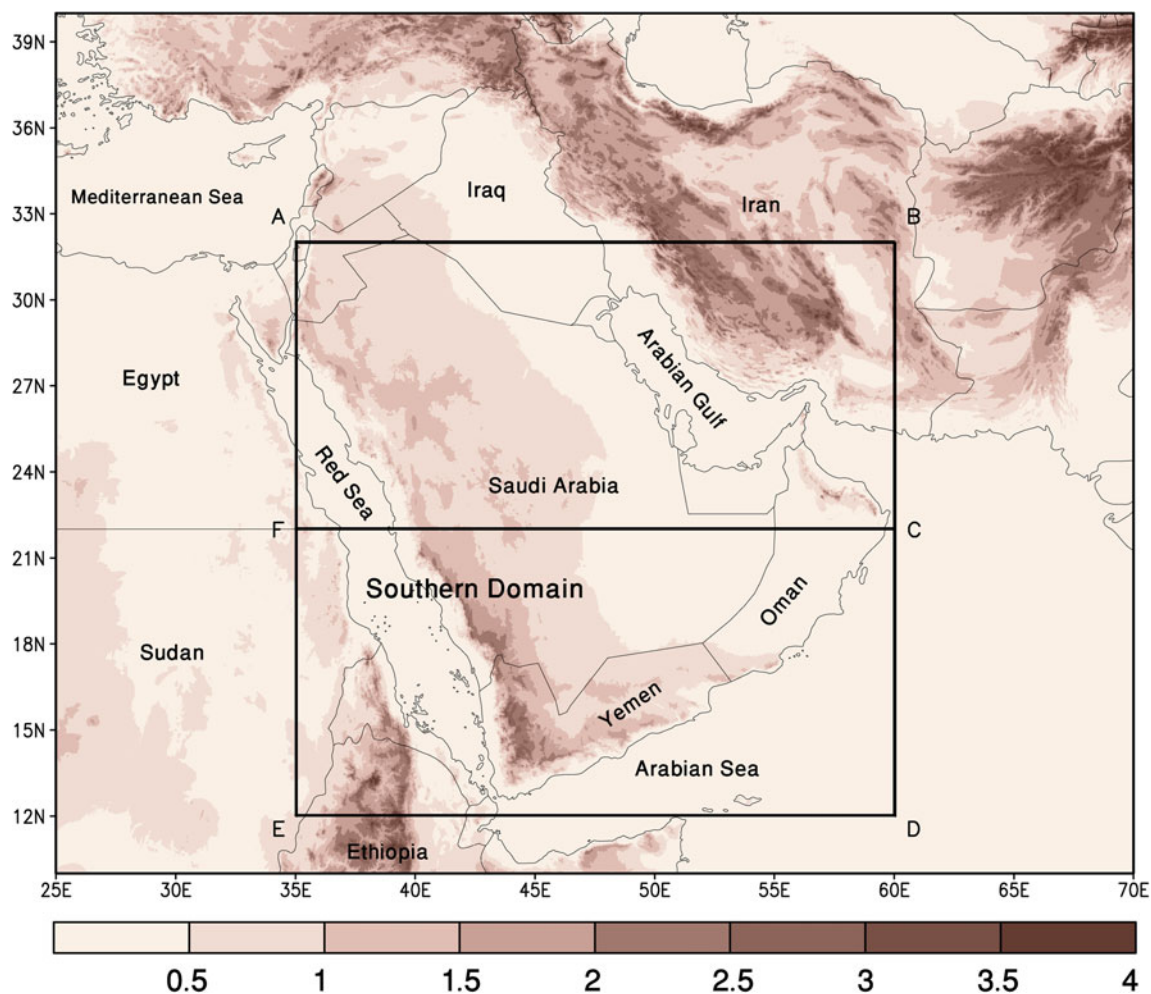 39N
36N
33N
30N
27N
24N
21N
18N
15N
12N
Mediterranean Sea
Iraq
Iran
A
B
Egypt
Arabian Gulf
Red Sea
Saudi Arabia
F
C
Southern Domain
Oman
Sudan
Yemen
Arabian Sea
E
D
Ethiopia
25E 30E 35E 40E 45E 50E 55E 60E 65E 70E
0.5 1 1.5 2 2.5 3 3.5 4